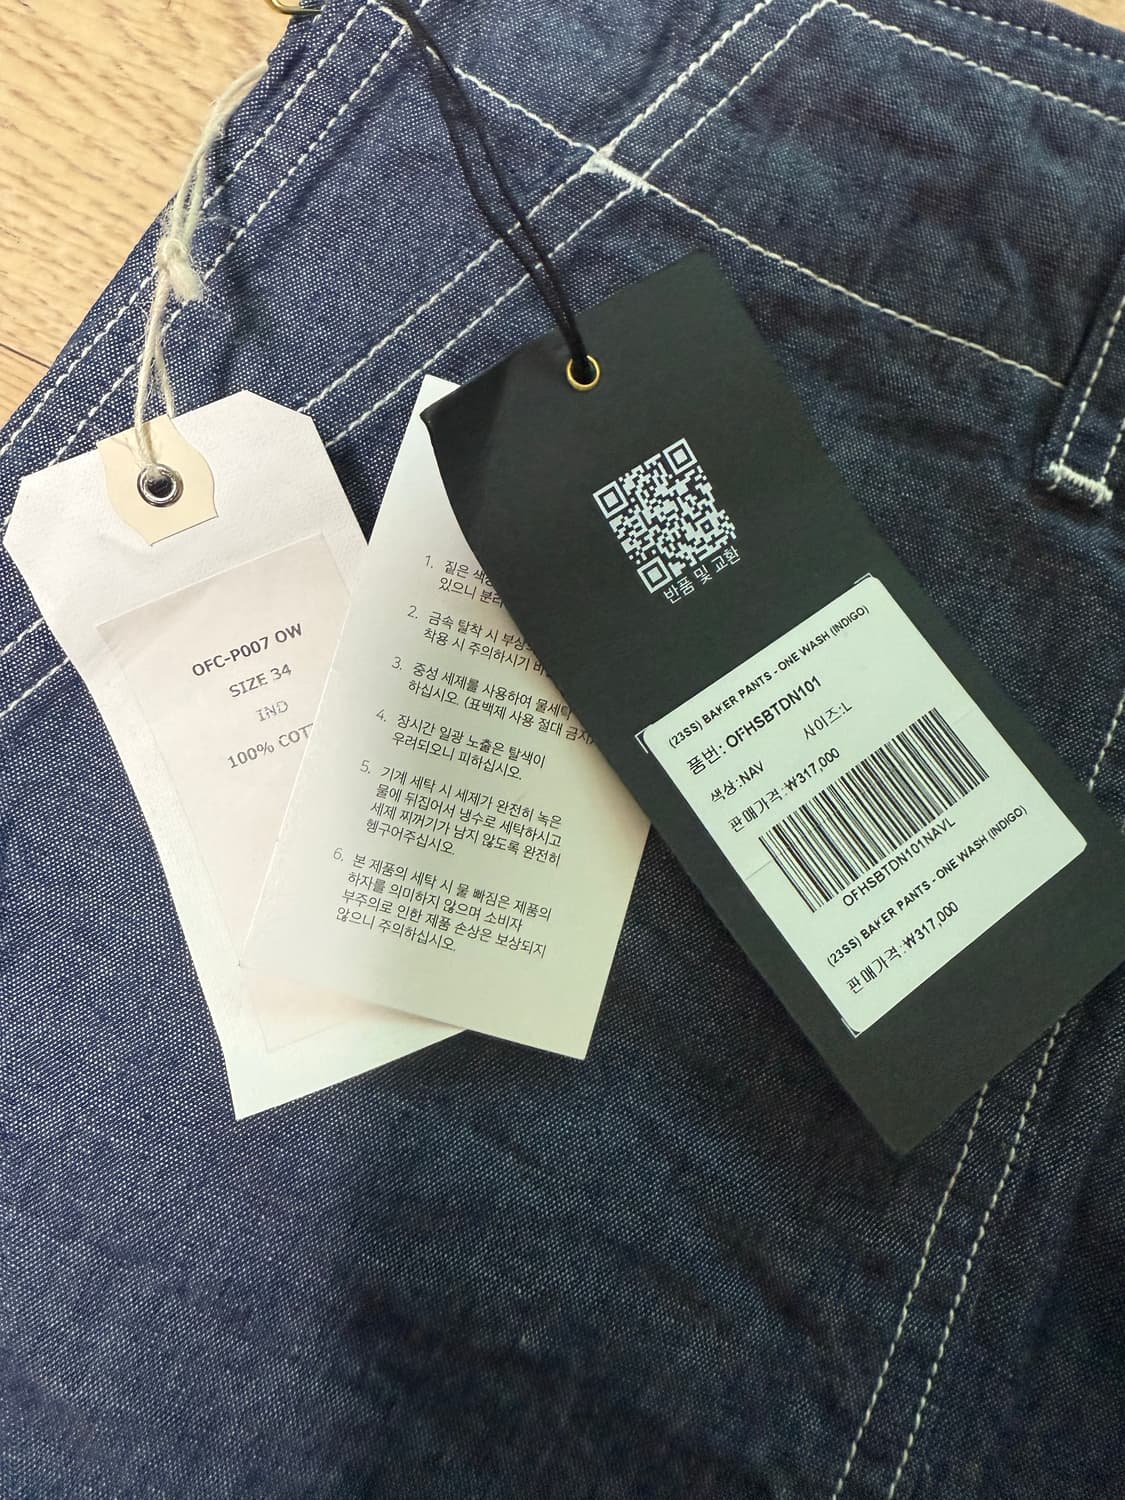 OFC-P007 OW
SIZE 34
IND
100% COT
1. 짙은 색상
있으니 분리
2. 금속 탈착 시 부상
착용 시 주의하시기 바
3. 중성 세제를 사용하여 물세탁
하십시오. (표백제 사용 절대 금지)
4. 장시간 일광 노출은 탈색이
우려되오니 피하십시오.
5. 기계 세탁 시 세제가 완전히 녹은
물에 뒤집어서 냉수로 세탁하시고
세제 찌꺼기가 남지 않도록 완전히
헹구어주십시오.
6. 본 제품의 세탁 시 물 빠짐은 제품의
하자를 의미하지 않으며 소비자
부주의로 인한 제품 손상은 보상되지
않으니 주의하십시오.
반품 및 교환
(23SS) BAKER PANTS - ONE WASH (INDIGO)
품번: OFHSBTDN101
색상:NAV 사이즈:L
판매가격:₩317,000
OFHSBTDN101NAVL
(23SS) BAKER PANTS - ONE WASH (INDIGO)
판매가격:₩317,000